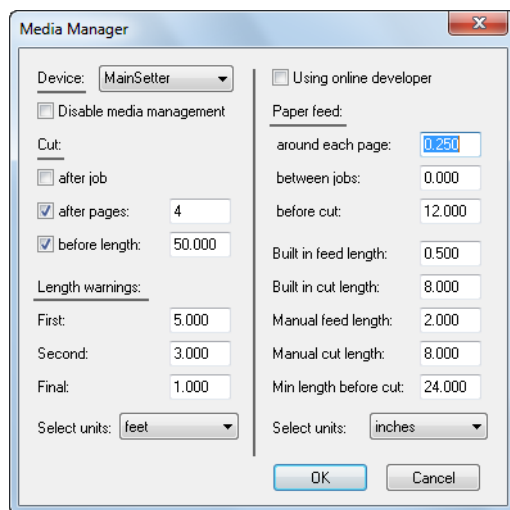 Media Manager
Device: MainSetter
Disable media management
Cut:
after job
after pages: 4
before length: 50.000
Length warnings:
First: 5.000
Second: 3.000
Final: 1.000
Select units: feet
Using online developer
Paper feed:
around each page: 0.250
between jobs: 0.000
before cut: 12.000
Built in feed length: 0.500
Built in cut length: 8.000
Manual feed length: 2.000
Manual cut length: 8.000
Min length before cut: 24.000
Select units: inches
OK Cancel